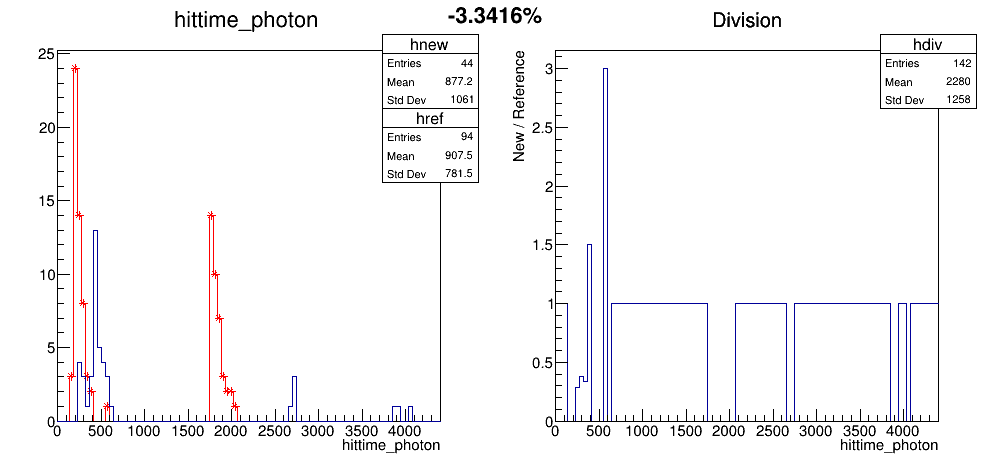 -3.3416%
hittime_photon
hnew
Entries 44
Mean 877.2
Std Dev 1061
href
Entries 94
Mean 907.5
Std Dev 781.5
25
20
15
10
5
0
0 500 1000 1500 2000 2500 3000 3500 4000
hittime_photon
Division
hdiv
Entries 142
Mean 2280
Std Dev 1258
New / Reference
3
2.5
2
1.5
1
0.5
0
0 500 1000 1500 2000 2500 3000 3500 4000
hittime_photon